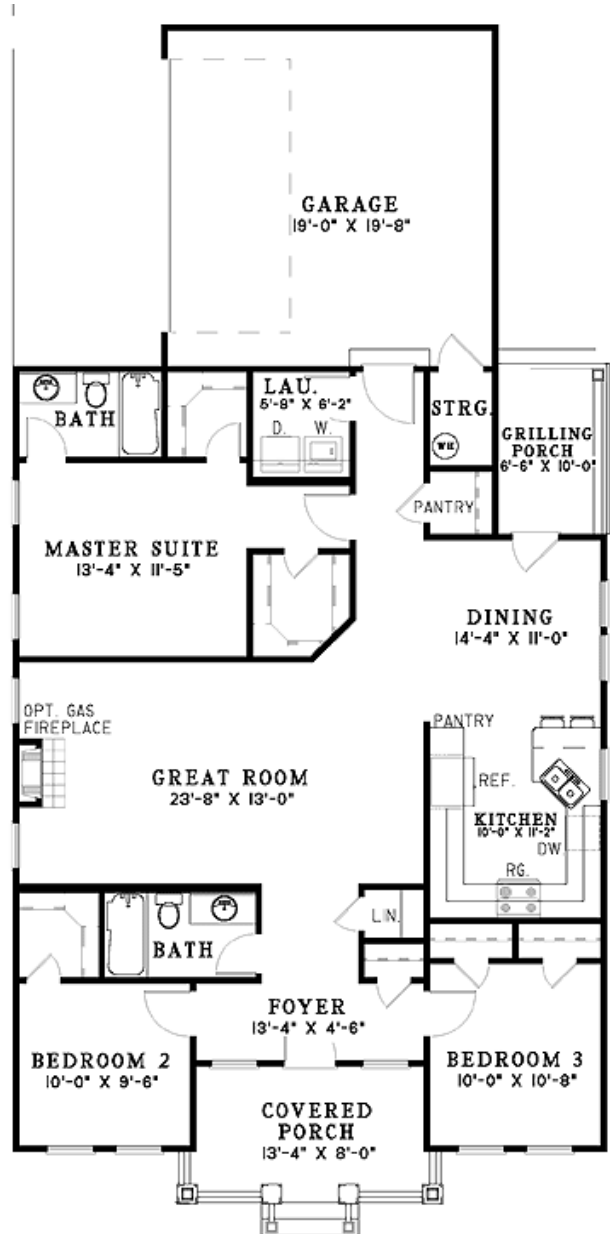 GARAGE
19'-0" X 19'-8"
LAU.
5'-8" X 6'-2"
D. W.
BATH
STRG.
WH
GRILLING
PORCH
6'-6" X 10'-0"
PANTRY
MASTER SUITE
13'-4" X 11'-5"
DINING
14'-4" X 11'-0"
OPT. GAS
FIREPLACE
PANTRY
GREAT ROOM
23'-8" X 13'-0"
REF.
KITCHEN
10'-0" X 11'-2"
DW
RG.
LIN.
BATH
FOYER
13'-4" X 4'-6"
BEDROOM 2
10'-0" X 9'-6"
BEDROOM 3
10'-0" X 10'-8"
COVERED
PORCH
13'-4" X 8'-0"